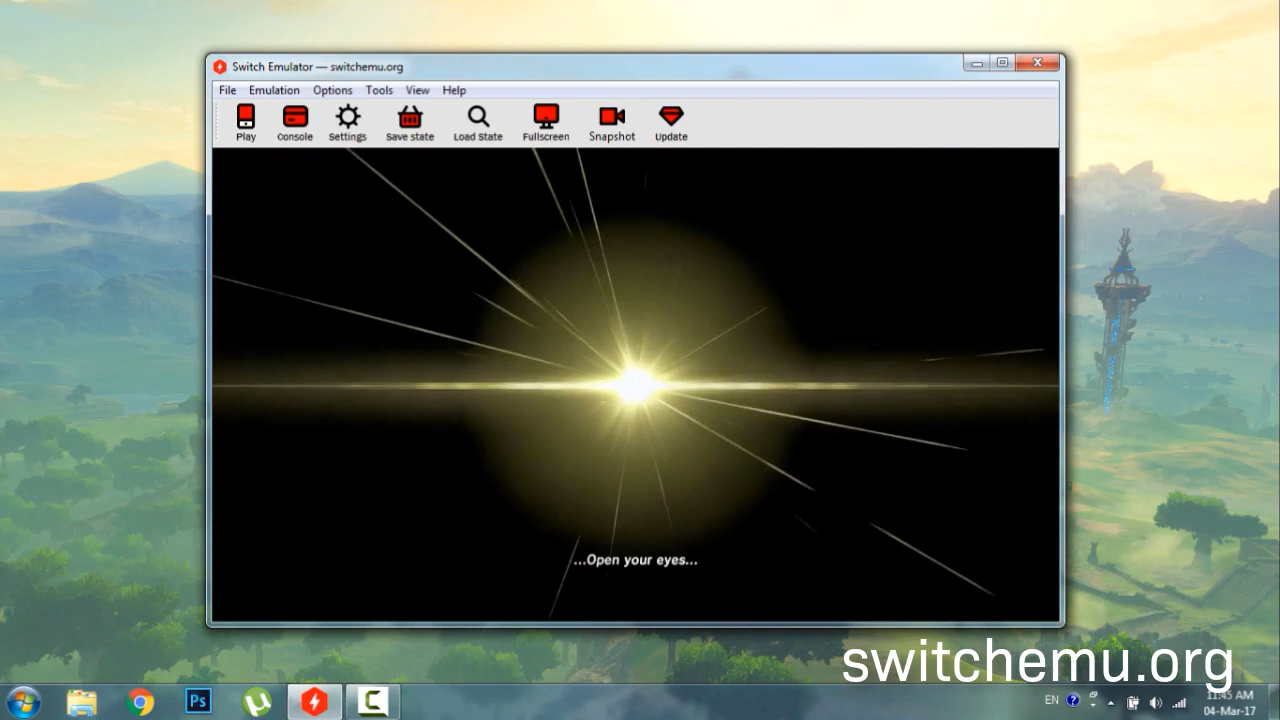 Switch Emulator — switchemu.org
File Emulation Options Tools View Help
Play Console Settings Save state Load State Fullscreen Snapshot Update
...Open your eyes...
switchemu.org
Ps
EN
11:45 AM
04-Mar-17